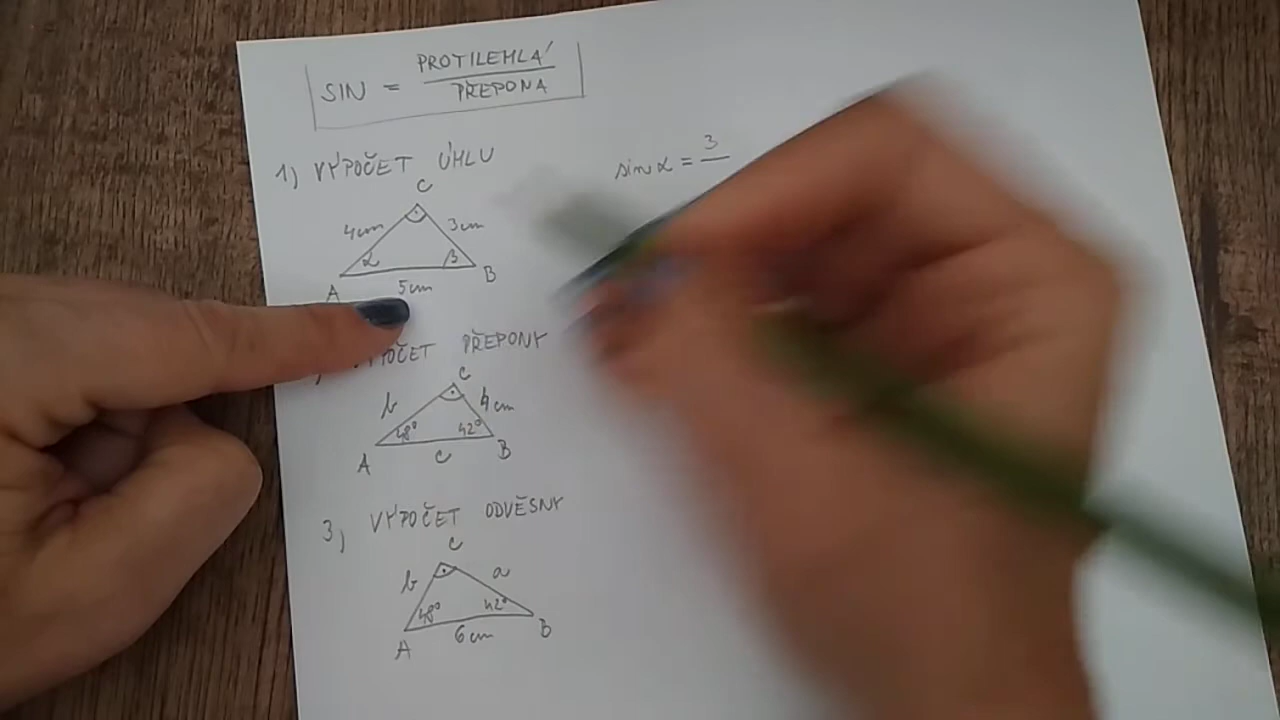 SIN = PROTILEHLÁ
PŘEPONA
1) VÝPOČET ÚHLU
sin α = 3
C
4cm
3cm
α
β
A
B
5cm
PŘEPONY
C
b
4cm
48°
42°
A
c
B
3) VÝPOČET ODVĚSNY
C
b
a
48°
42°
A
6cm
B